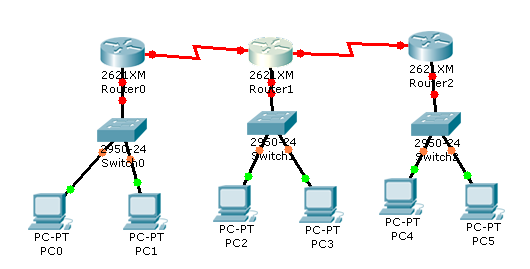 2621XM
Router0
2621XM
Router1
2621XM
Router2
2950-24
Switch0
2950-24
Switch1
2950-24
Switch2
PC-PT
PC0
PC-PT
PC1
PC-PT
PC2
PC-PT
PC3
PC-PT
PC4
PC-PT
PC5